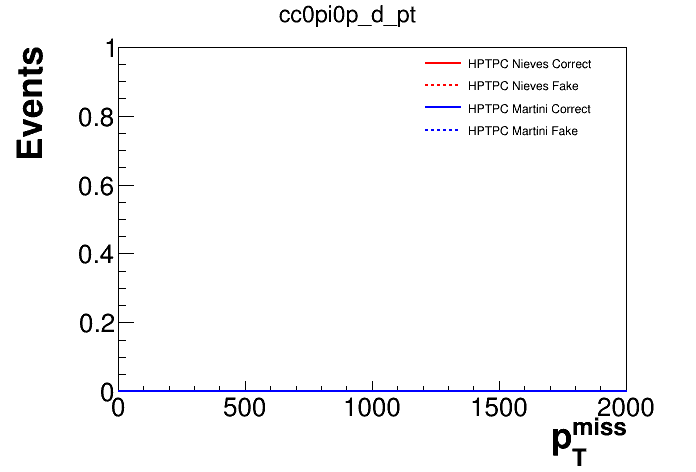 cc0pi0p_d_pt
Events
1
0.8
0.6
0.4
0.2
0
HPTPC Nieves Correct
HPTPC Nieves Fake
HPTPC Martini Correct
HPTPC Martini Fake
0 500 1000 1500 2000
p_T^miss